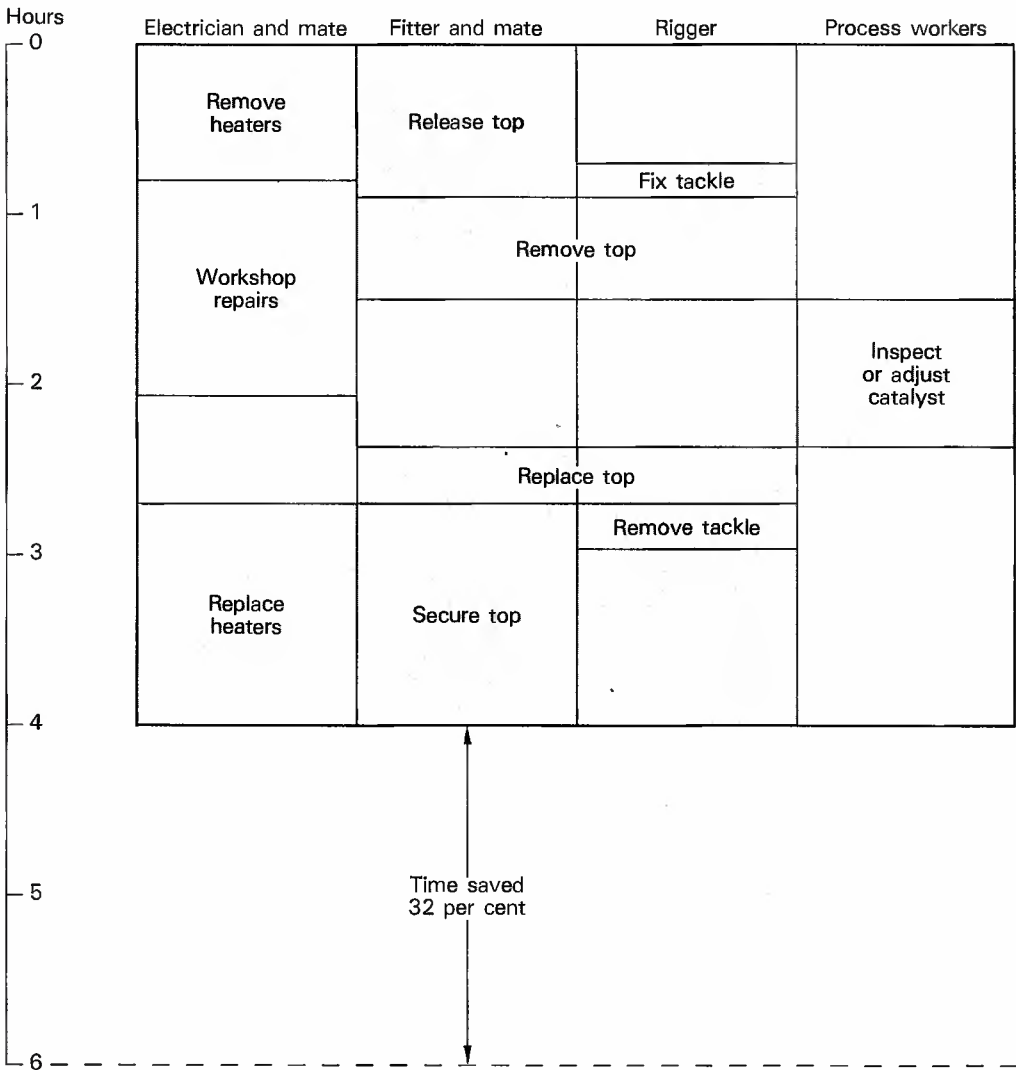 Hours
Electrician and mate
Fitter and mate
Rigger
Process workers
0
Remove
heaters
Release top
Fix tackle
1
Remove top
Workshop
repairs
Inspect
or adjust
catalyst
2
Replace top
Remove tackle
3
Replace
heaters
Secure top
4
Time saved
32 per cent
5
6